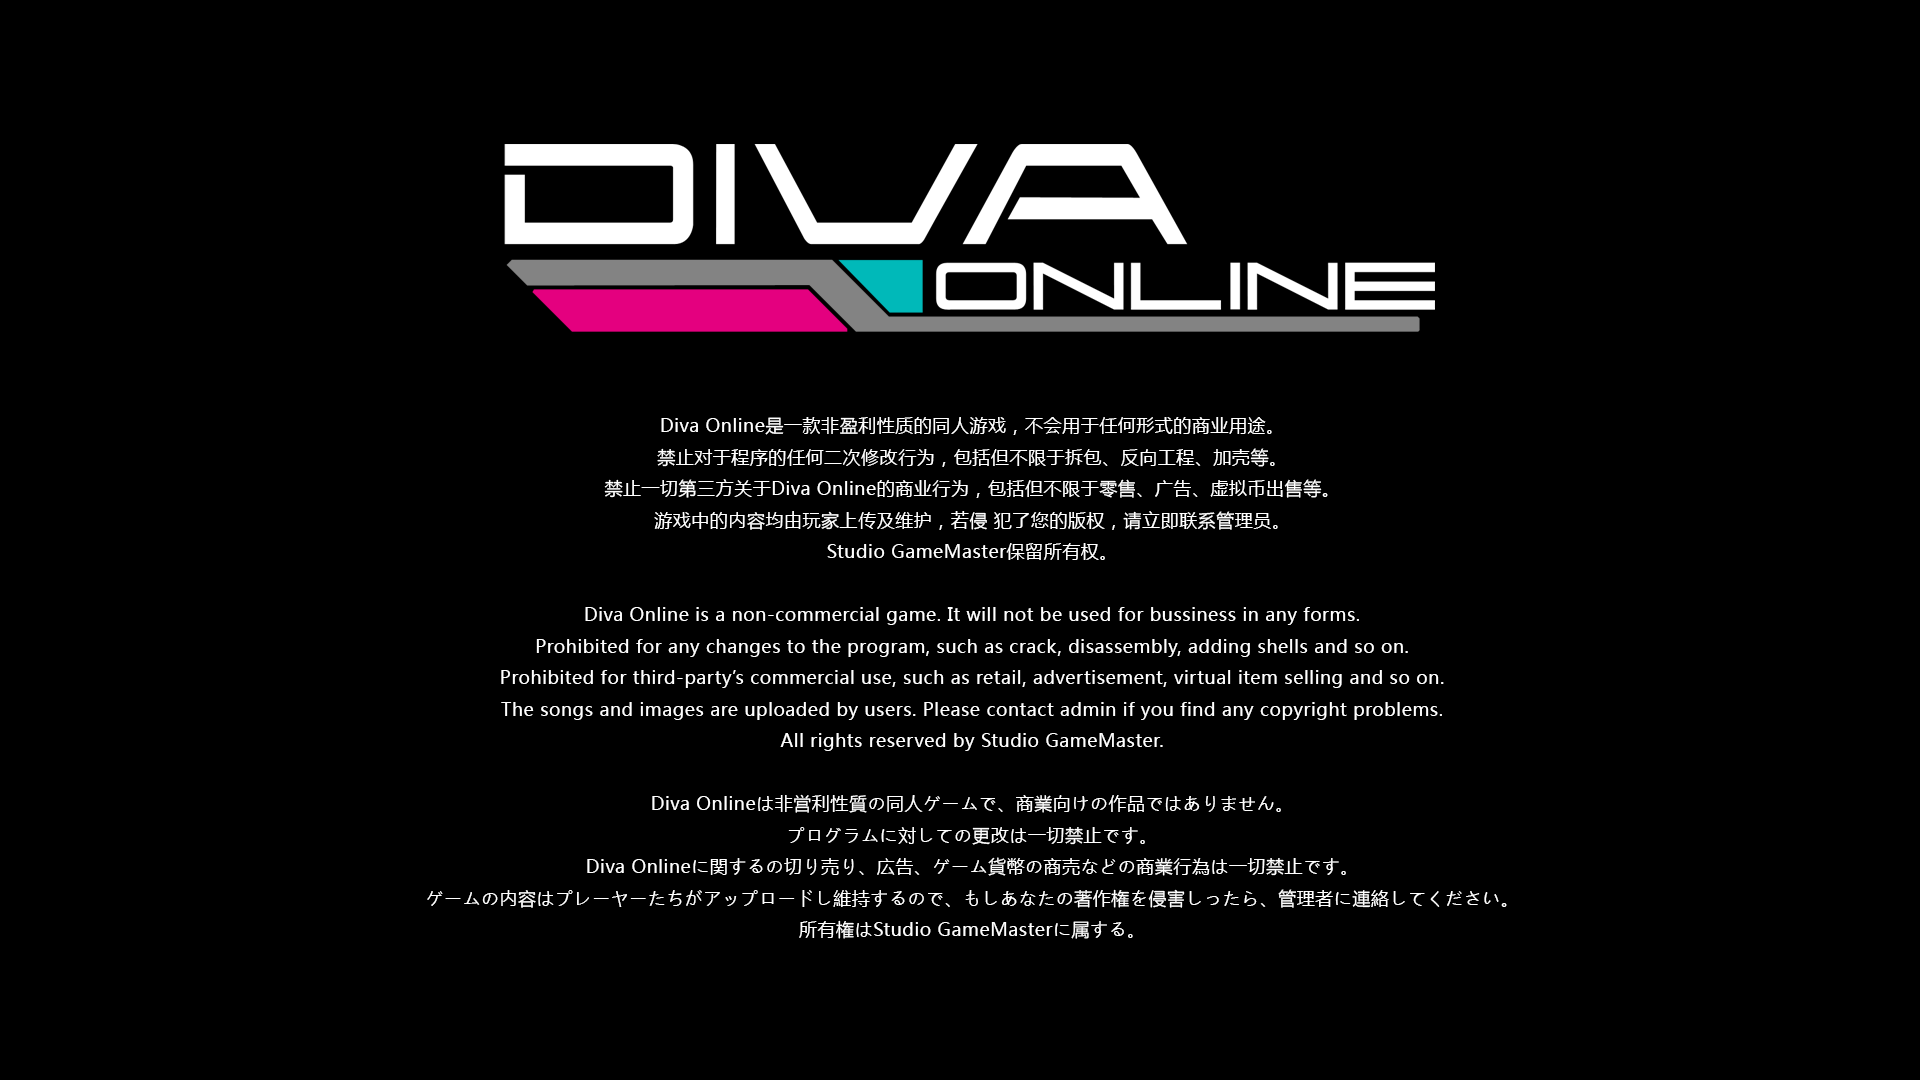 DIVA
ONLINE
Diva Online是一款非盈利性质的同人游戏，不会用于任何形式的商业用途。
禁止对于程序的任何二次修改行为，包括但不限于拆包、反向工程、加壳等。
禁止一切第三方关于Diva Online的商业行为，包括但不限于零售、广告、虚拟币出售等。
游戏中的内容均由玩家上传及维护，若侵 犯了您的版权，请立即联系管理员。
Studio GameMaster保留所有权。
Diva Online is a non-commercial game. It will not be used for bussiness in any forms.
Prohibited for any changes to the program, such as crack, disassembly, adding shells and so on.
Prohibited for third-party’s commercial use, such as retail, advertisement, virtual item selling and so on.
The songs and images are uploaded by users. Please contact admin if you find any copyright problems.
All rights reserved by Studio GameMaster.
Diva Onlineは非営利性質の同人ゲームで、商業向けの作品ではありません。
プログラムに対しての更改は一切禁止です。
Diva Onlineに関するの切り売り、広告、ゲーム貨幣の商売などの商業行為は一切禁止です。
ゲームの内容はプレーヤーたちがアップロードし維持するので、もしあなたの著作権を侵害しったら、管理者に連絡してください。
所有権はStudio GameMasterに属する。